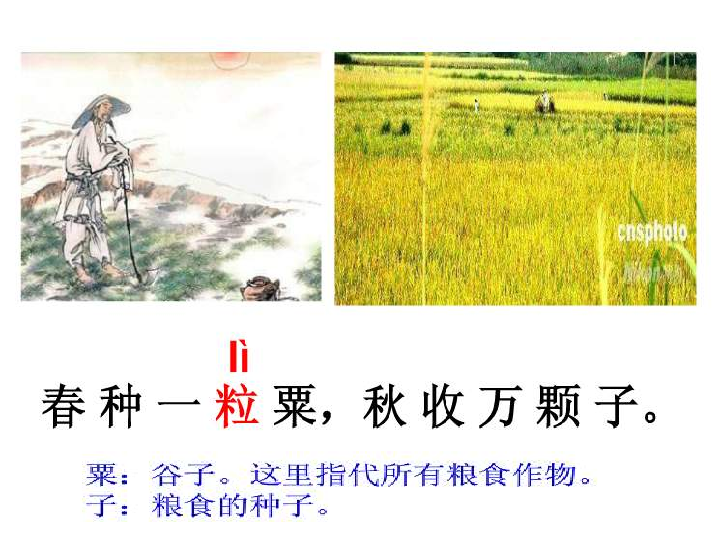 cnsphoto
lì
春种一粒粟，秋收万颗子。
粟：谷子。这里指代所有粮食作物。
子：粮食的种子。